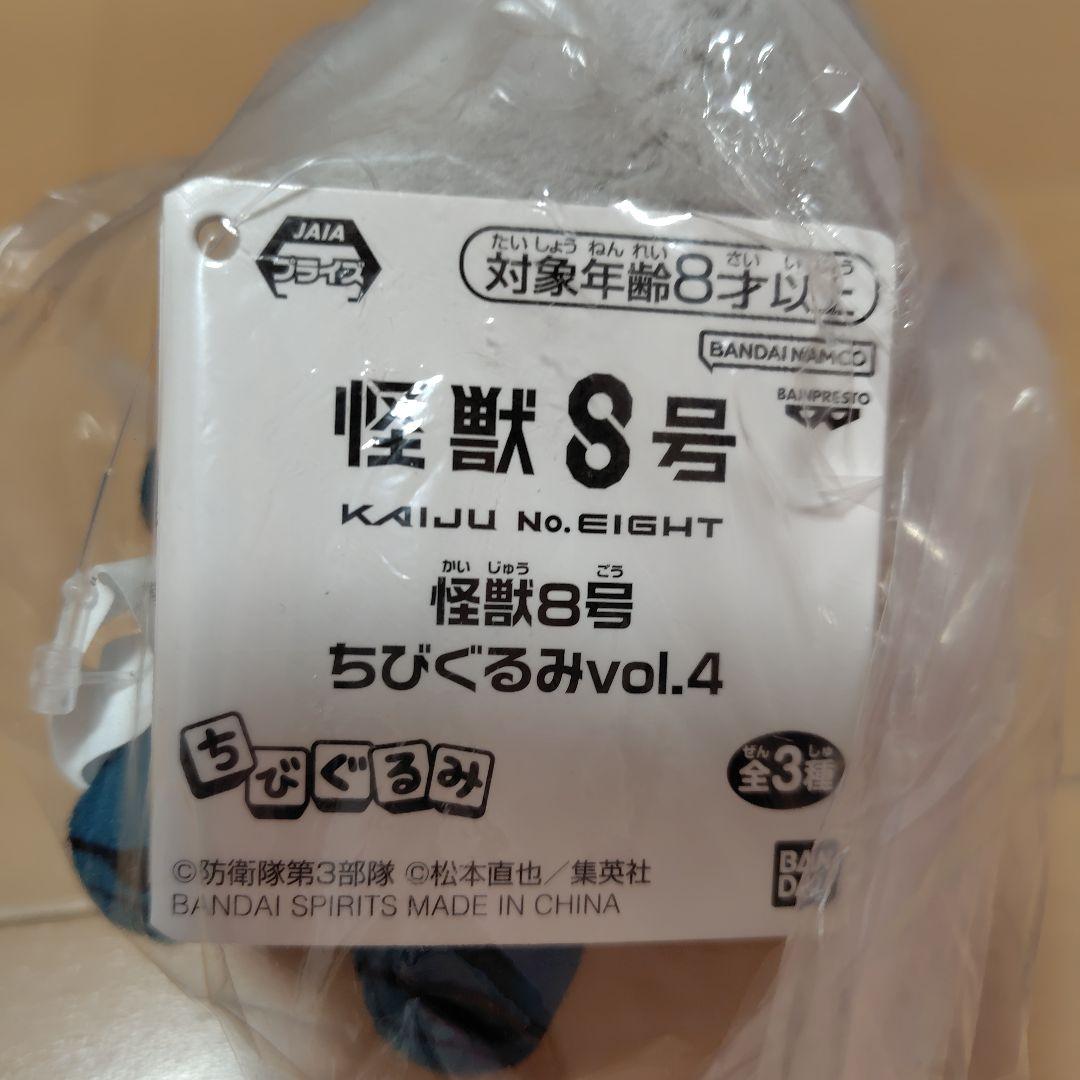 JAIA
プライズ
たいしょうねんれい さい いじょう
対象年齢8才以上
BANDAI NAMCO
BANPRESTO
怪獣8号
KAIJU No.EIGHT
かいじゅう ごう
怪獣8号
ちびぐるみvol.4
ちびぐるみ
ぜん しゅ
全3種
©防衛隊第3部隊 ©松本直也／集英社
BANDAI SPIRITS MADE IN CHINA
BAN
DAI